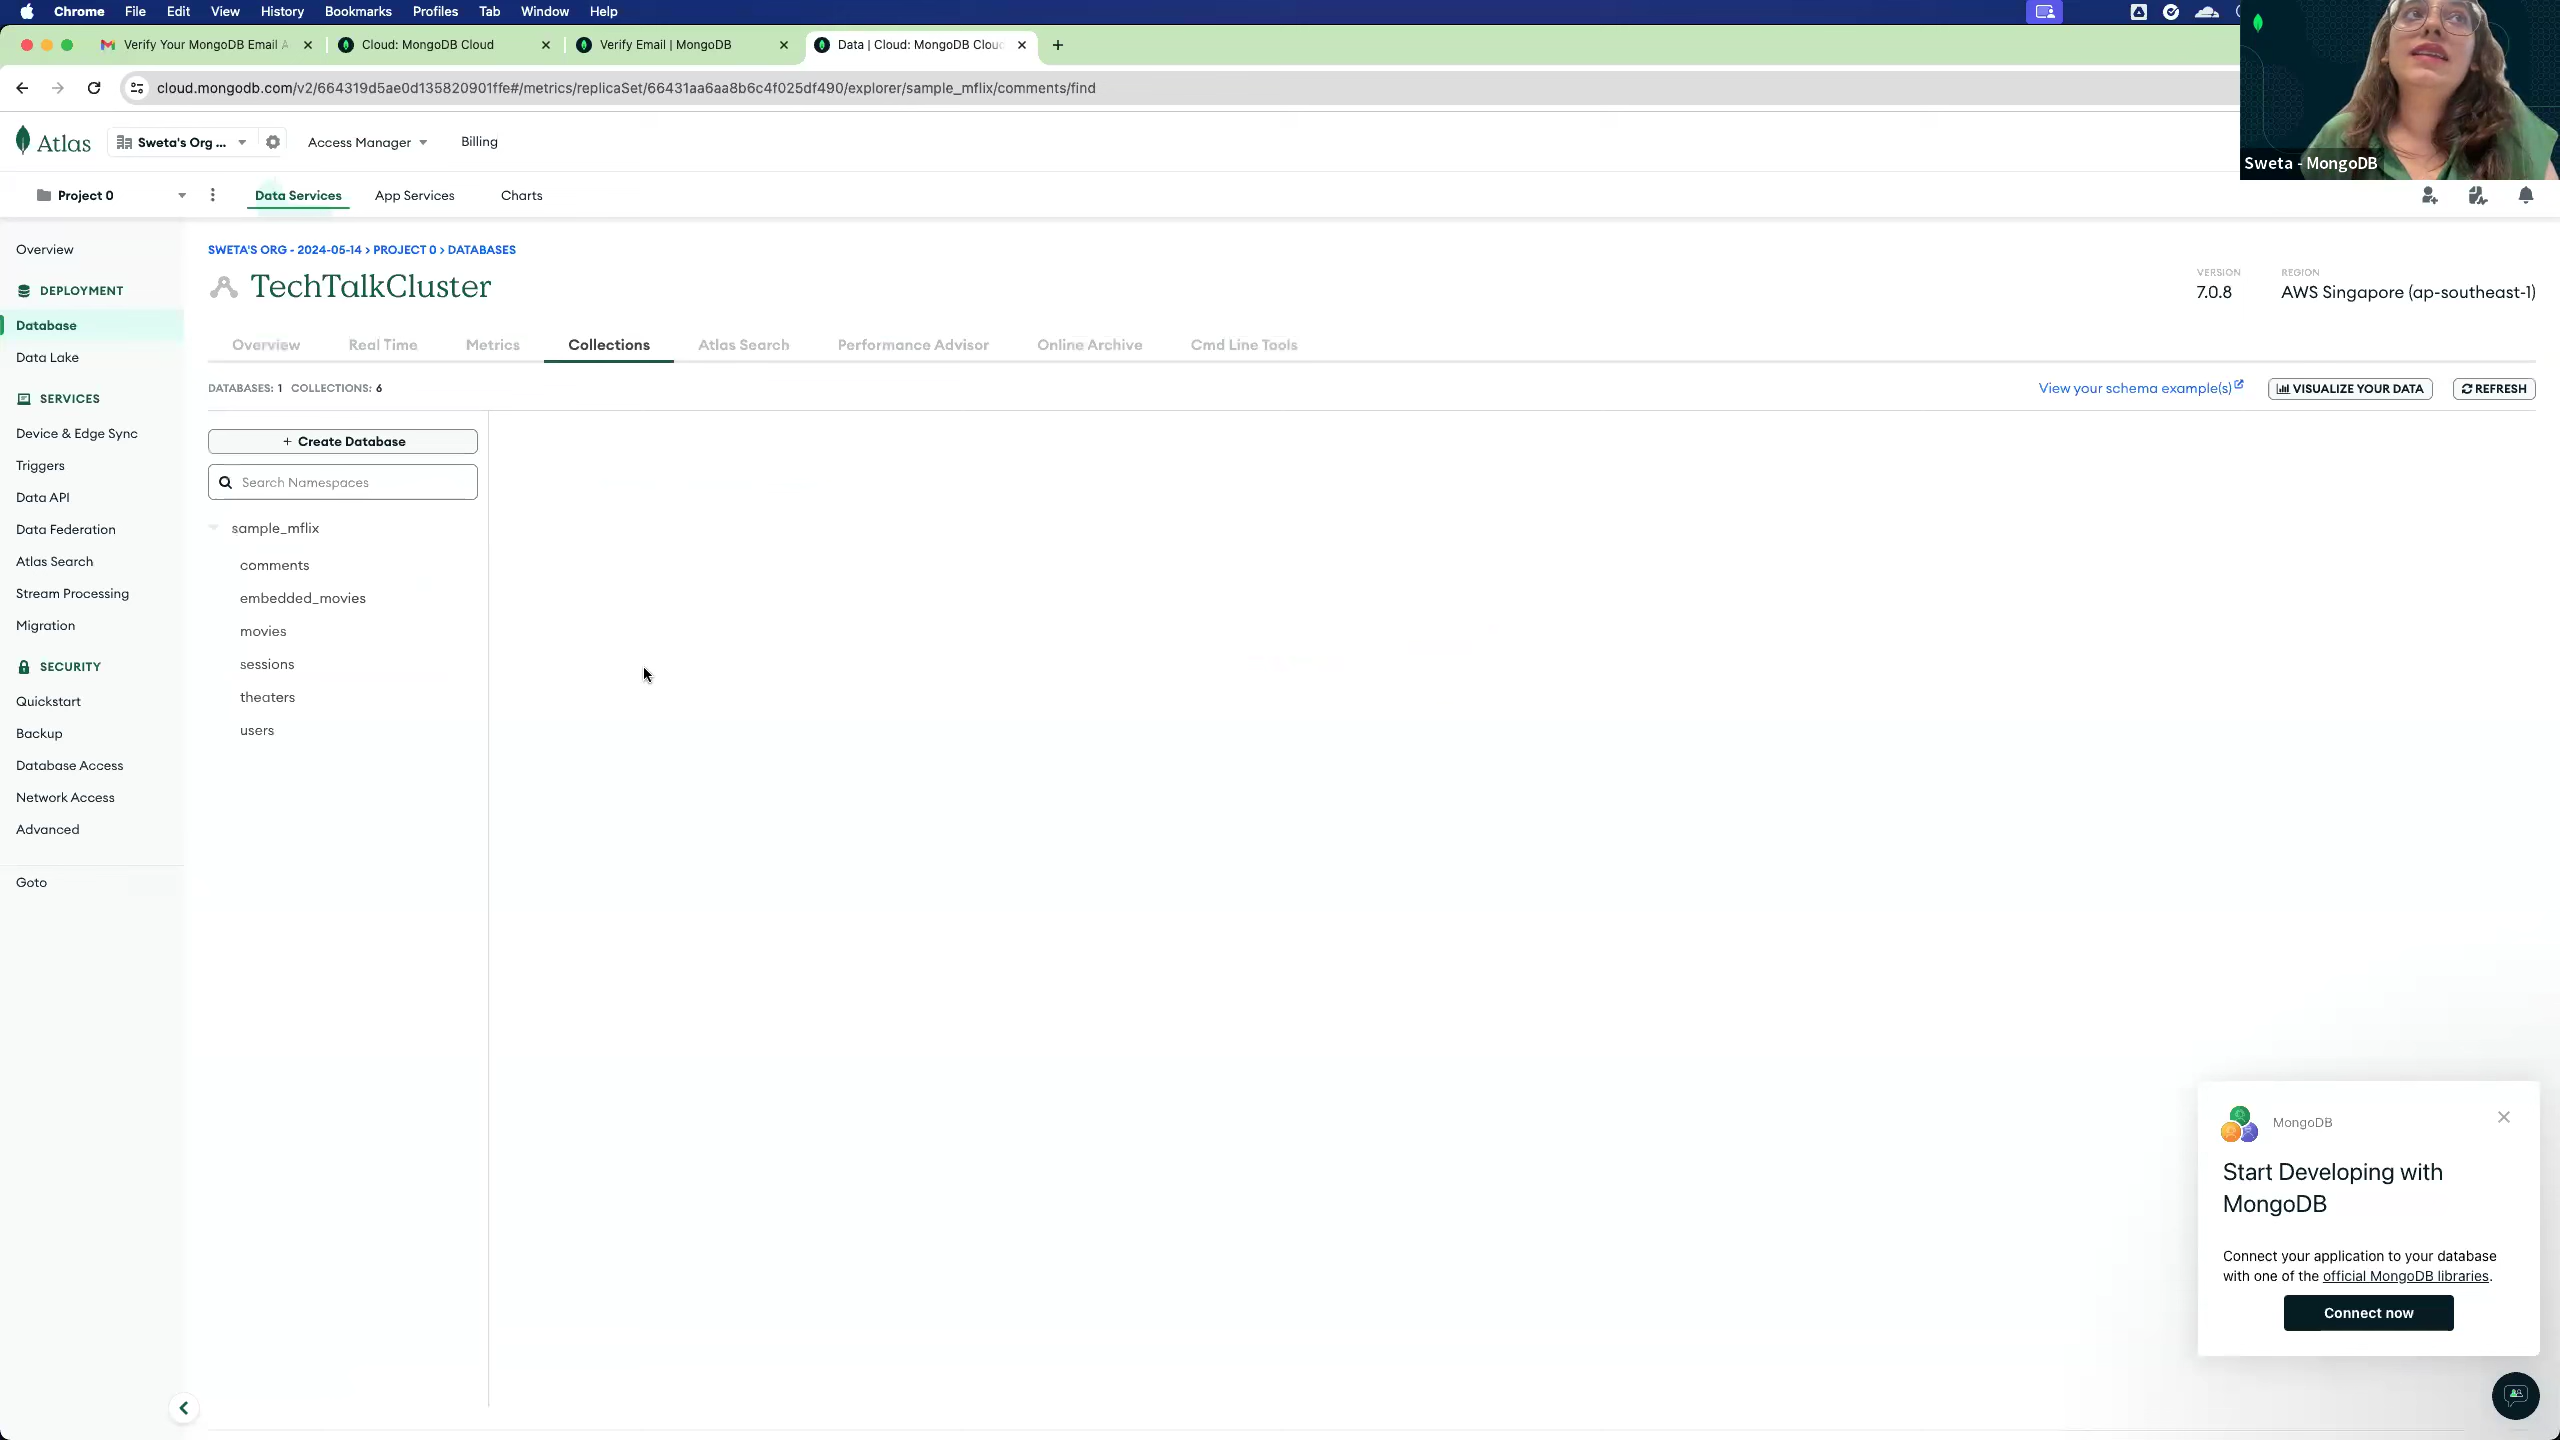 Chrome File Edit View History Bookmarks Profiles Tab Window Help
Verify Your MongoDB Email A
Cloud: MongoDB Cloud
Verify Email | MongoDB
Data | Cloud: MongoDB Clou
cloud.mongodb.com/v2/664319d5ae0d135820901ffe#/metrics/replicaSet/66431aa6aa8b6c4f025df490/explorer/sample_mflix/comments/find
Sweta - MongoDB
Atlas
Sweta's Org ...
Access Manager
Billing
Project 0
Data Services
App Services
Charts
Overview
DEPLOYMENT
Database
Data Lake
SERVICES
Device & Edge Sync
Triggers
Data API
Data Federation
Atlas Search
Stream Processing
Migration
SECURITY
Quickstart
Backup
Database Access
Network Access
Advanced
Goto
SWETA'S ORG - 2024-05-14 > PROJECT 0 > DATABASES
TechTalkCluster
VERSION
7.0.8
REGION
AWS Singapore (ap-southeast-1)
Overview Real Time Metrics Collections Atlas Search Performance Advisor Online Archive Cmd Line Tools
DATABASES: 1 COLLECTIONS: 6
View your schema example(s)
VISUALIZE YOUR DATA
REFRESH
+ Create Database
Search Namespaces
sample_mflix
comments
embedded_movies
movies
sessions
theaters
users
MongoDB
Start Developing with
MongoDB
Connect your application to your database
with one of the official MongoDB libraries.
Connect now